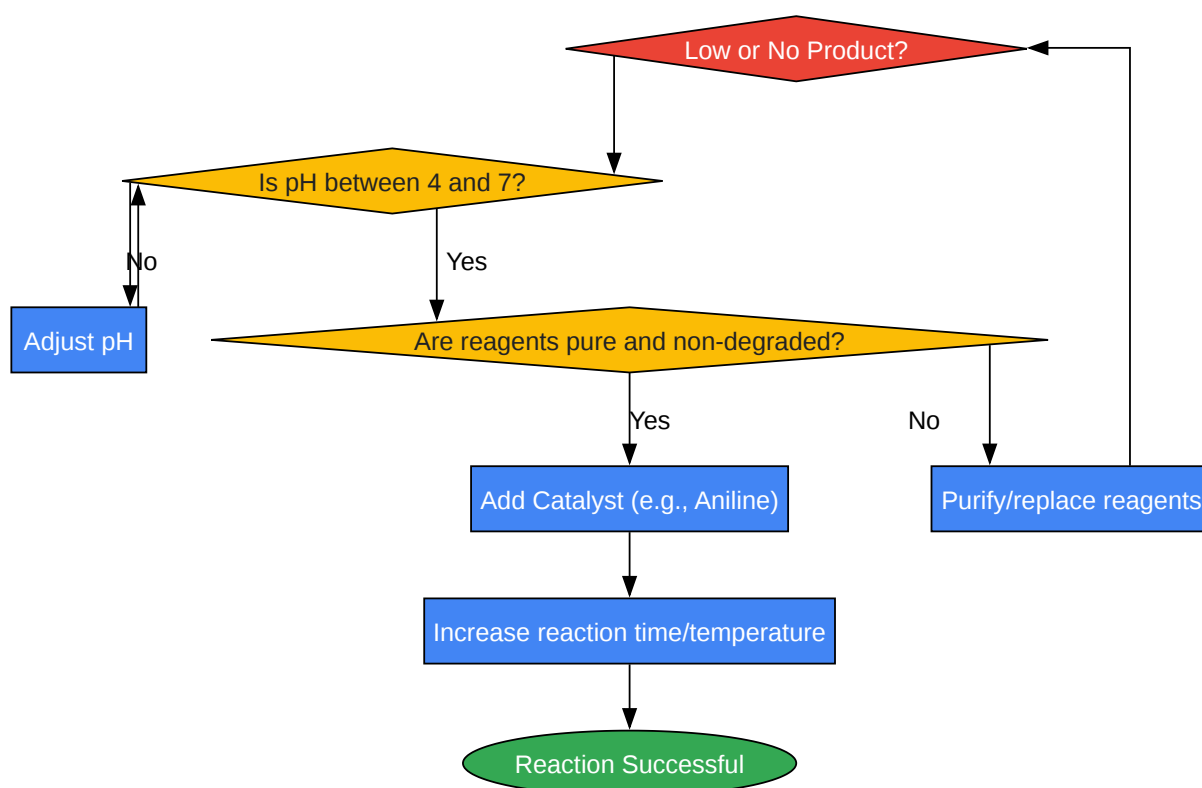 Low or No Product?
Is pH between 4 and 7?
No
Yes
Adjust pH
Are reagents pure and non-degraded?
Yes
No
Add Catalyst (e.g., Aniline)
Purify/replace reagents
Increase reaction time/temperature
Reaction Successful